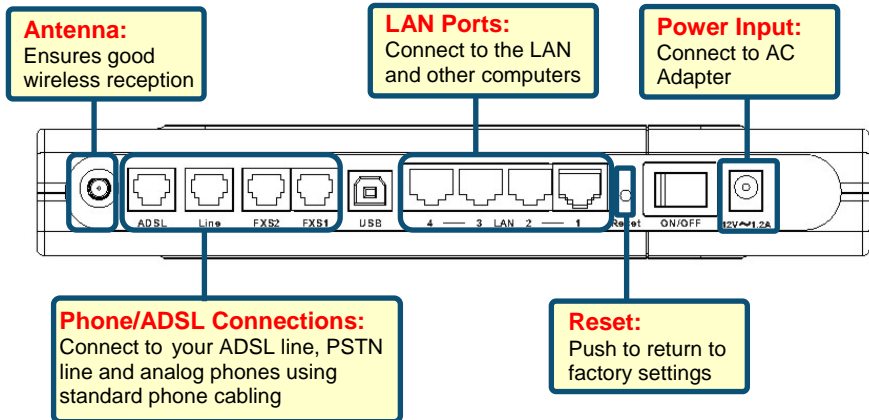 Antenna:
Ensures good
wireless reception
LAN Ports:
Connect to the LAN
and other computers
Power Input:
Connect to AC
Adapter
ADSL Line FXS2 FXS1 USB 4 3 LAN 2 1 Reset ON/OFF 12V~1.2A
Phone/ADSL Connections:
Connect to your ADSL line, PSTN
line and analog phones using
standard phone cabling
Reset:
Push to return to
factory settings